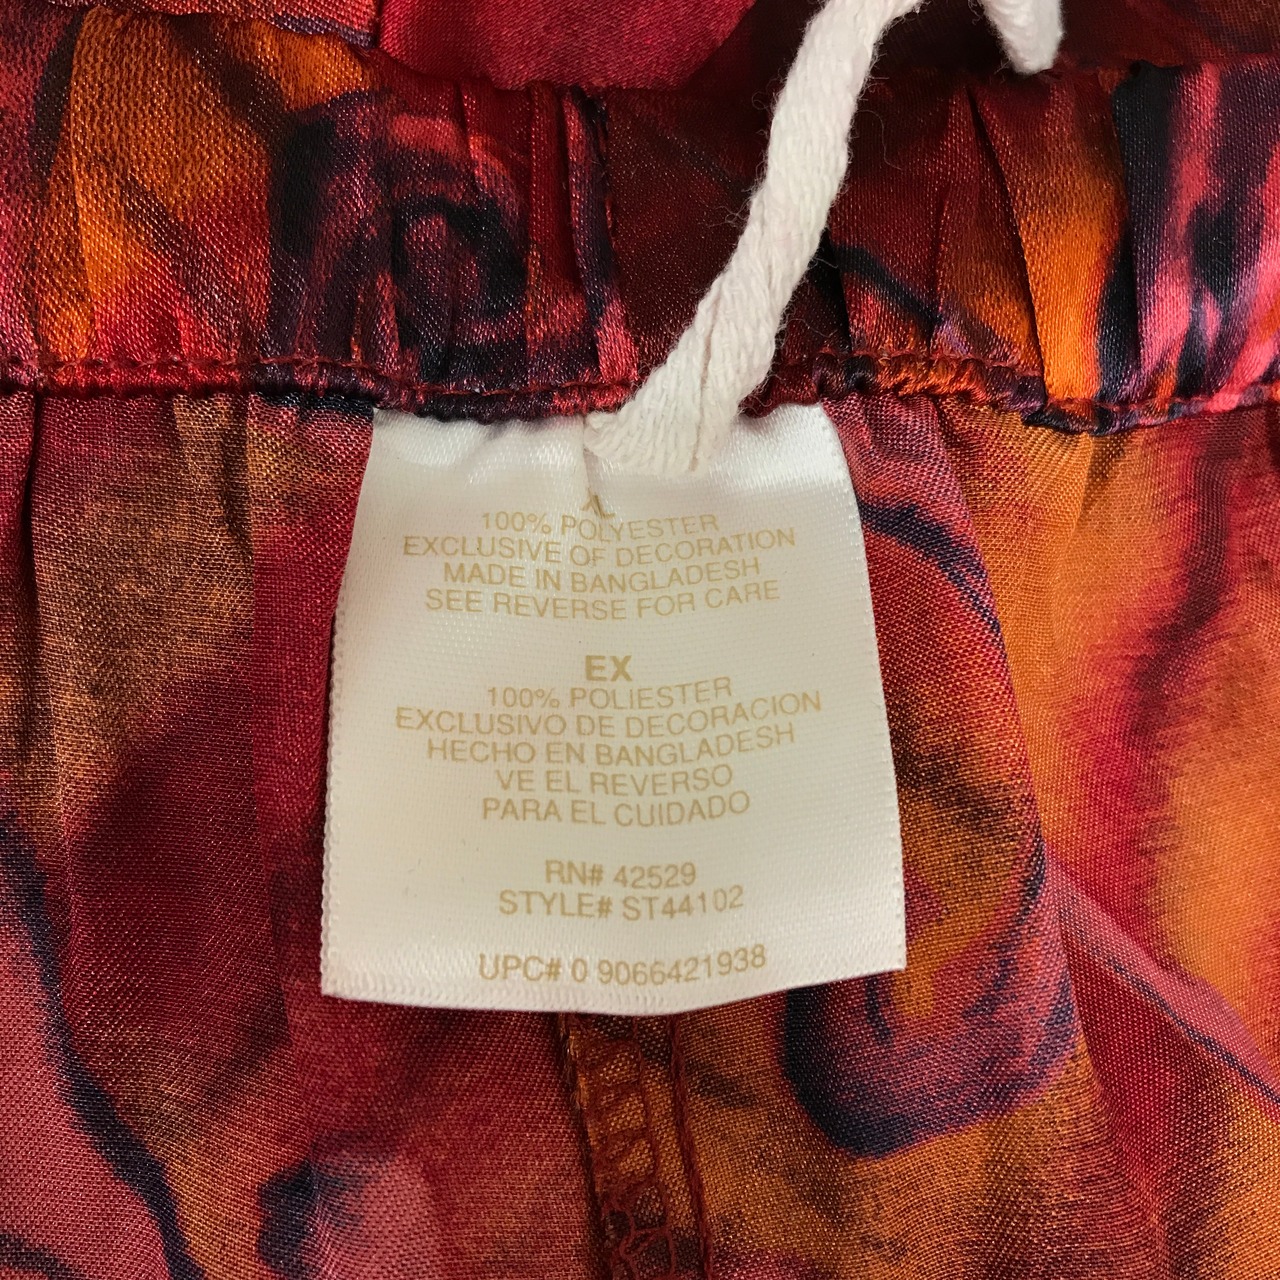 XL
100% POLYESTER
EXCLUSIVE OF DECORATION
MADE IN BANGLADESH
SEE REVERSE FOR CARE
EX
100% POLIESTER
EXCLUSIVO DE DECORACION
HECHO EN BANGLADESH
VE EL REVERSO
PARA EL CUIDADO
RN# 42529
STYLE# ST44102
UPC# 0 9066421938